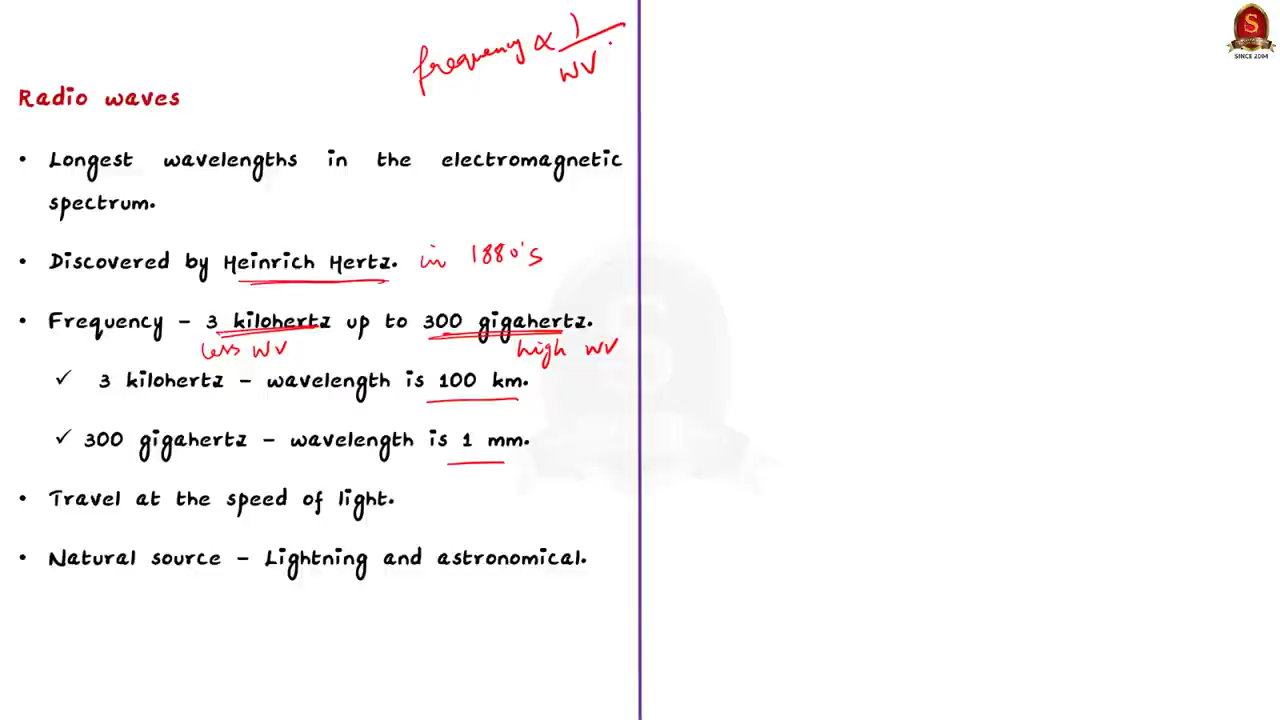 frequency ∝ 1/WV
Radio waves
• Longest wavelengths in the electromagnetic
spectrum.
• Discovered by Heinrich Hertz. in 1880's
• Frequency – 3 kilohertz up to 300 gigahertz.
less WV high WV
✓ 3 kilohertz – wavelength is 100 km.
✓ 300 gigahertz – wavelength is 1 mm.
• Travel at the speed of light.
• Natural source – Lightning and astronomical.
S
SINCE 2004